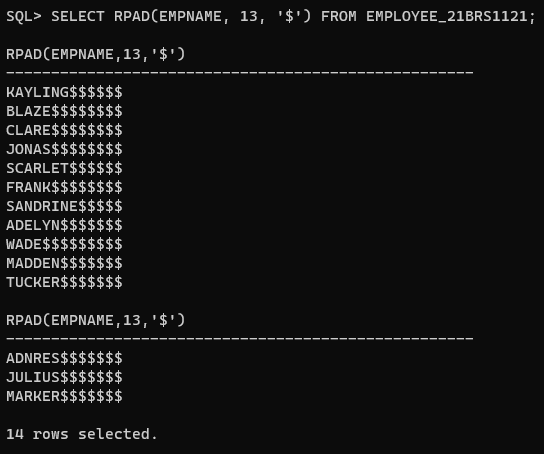 SQL> SELECT RPAD(EMPNAME, 13, '$') FROM EMPLOYEE_21BRS1121;
RPAD(EMPNAME,13,'$')
----------------------------------------------------
KAYLING$$$$$$
BLAZE$$$$$$$$
CLARE$$$$$$$$
JONAS$$$$$$$$
SCARLET$$$$$$
FRANK$$$$$$$$
SANDRINE$$$$$
ADELYN$$$$$$$
WADE$$$$$$$$$
MADDEN$$$$$$$
TUCKER$$$$$$$
RPAD(EMPNAME,13,'$')
----------------------------------------------------
ADNRES$$$$$$$
JULIUS$$$$$$$
MARKER$$$$$$$
14 rows selected.